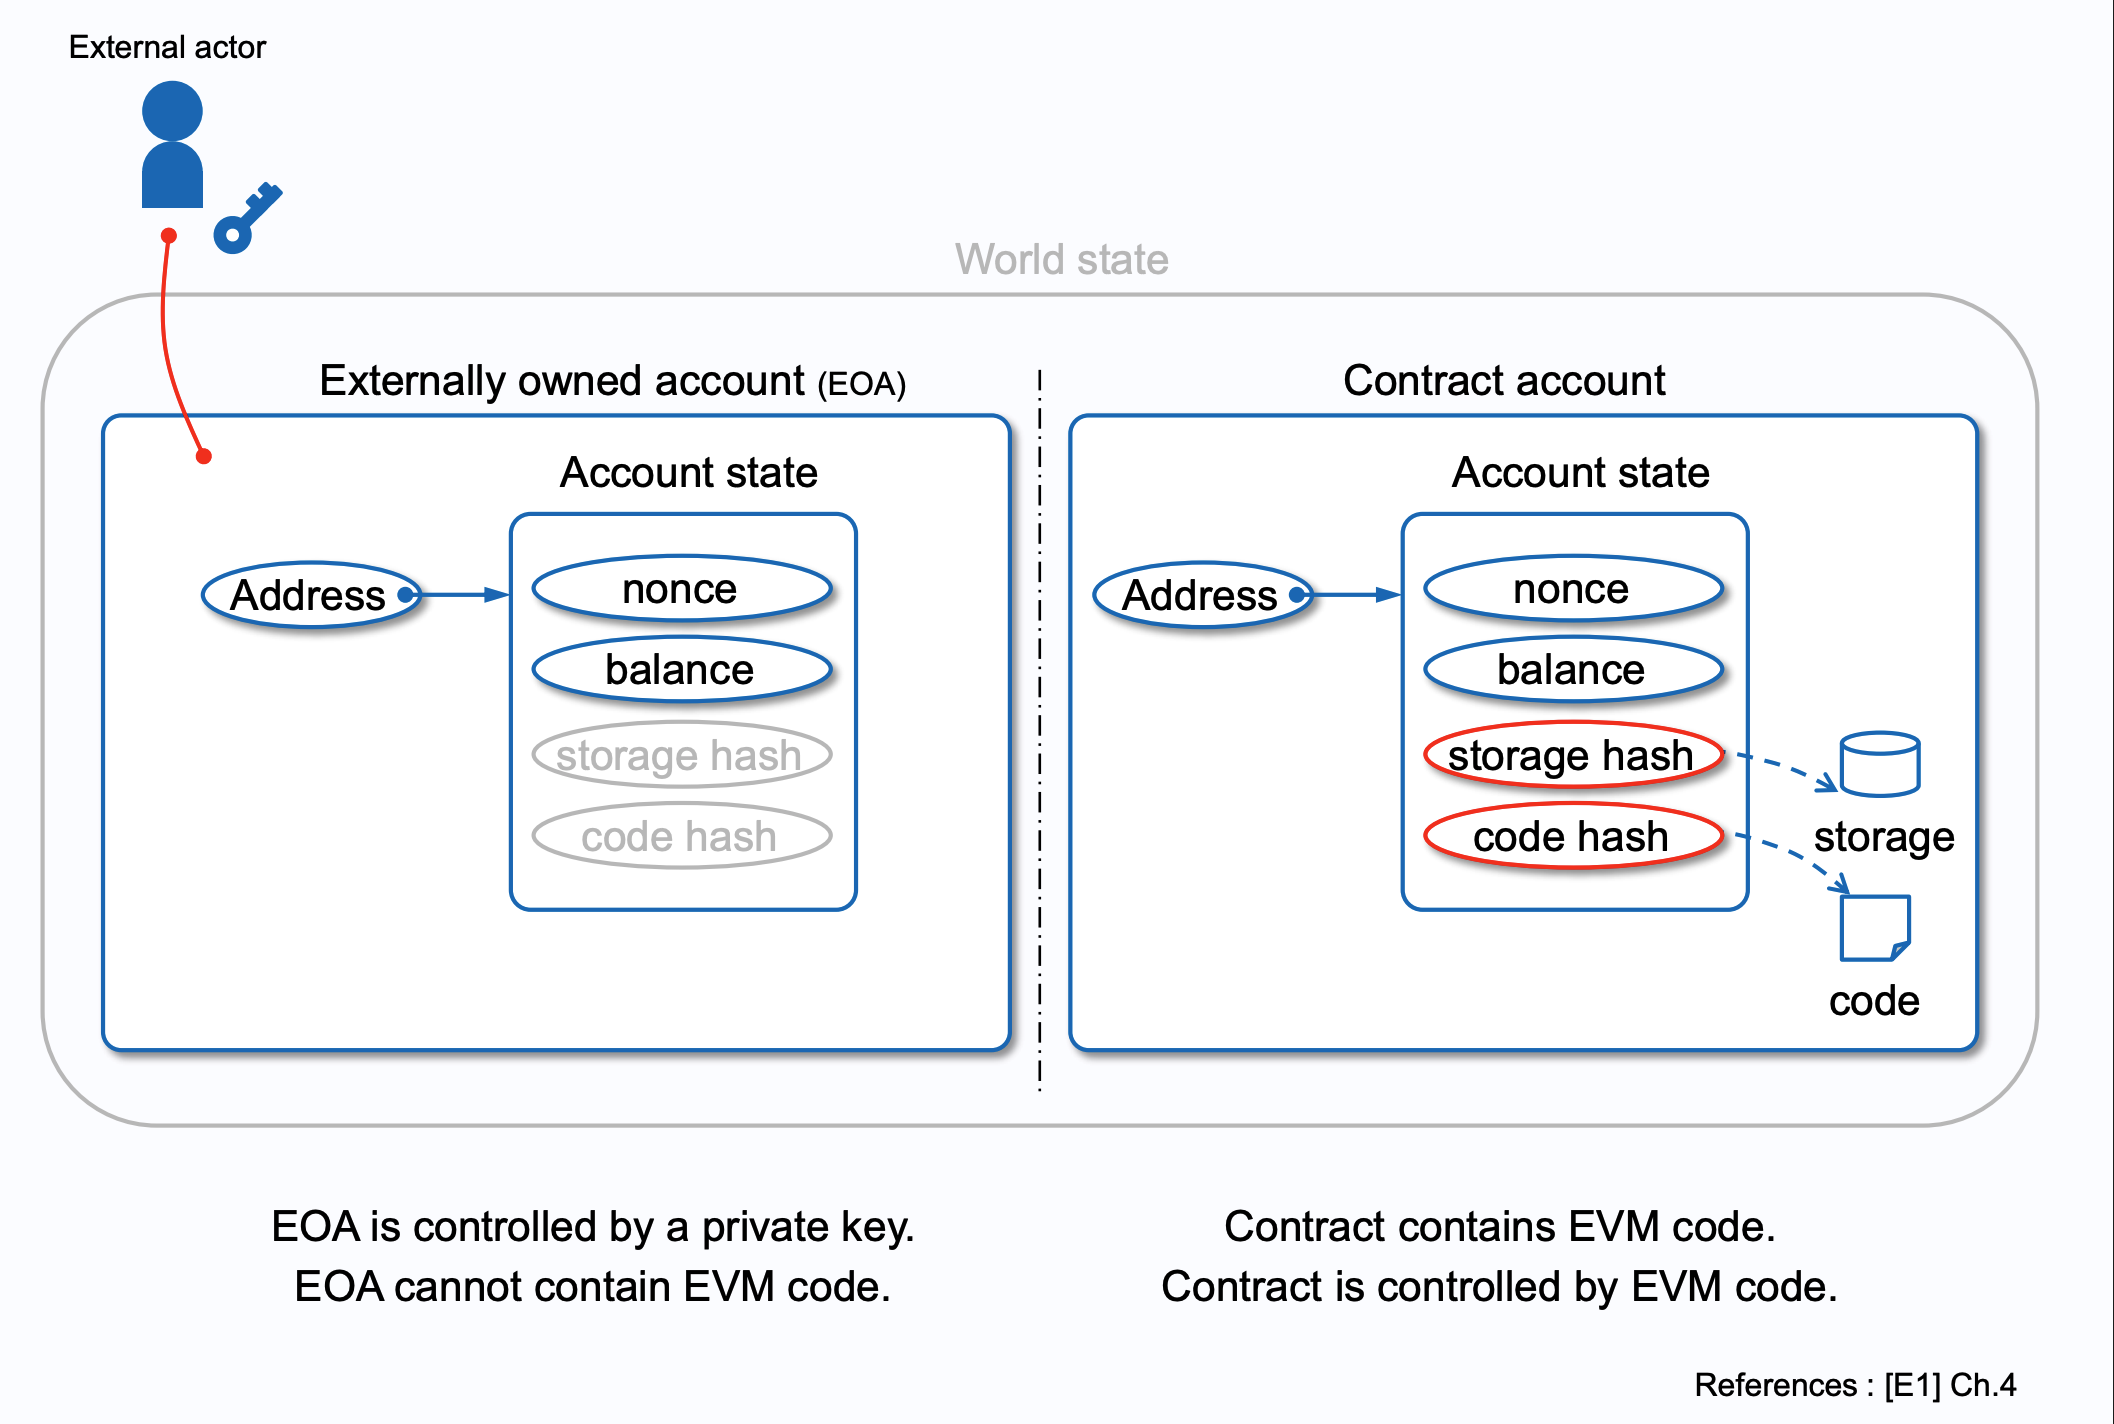 External actor
World state
Externally owned account (EOA)
Contract account
Account state
Address
nonce
balance
storage hash
code hash
Account state
Address
nonce
balance
storage hash
code hash
storage
code
EOA is controlled by a private key.
EOA cannot contain EVM code.
Contract contains EVM code.
Contract is controlled by EVM code.
References : [E1] Ch.4